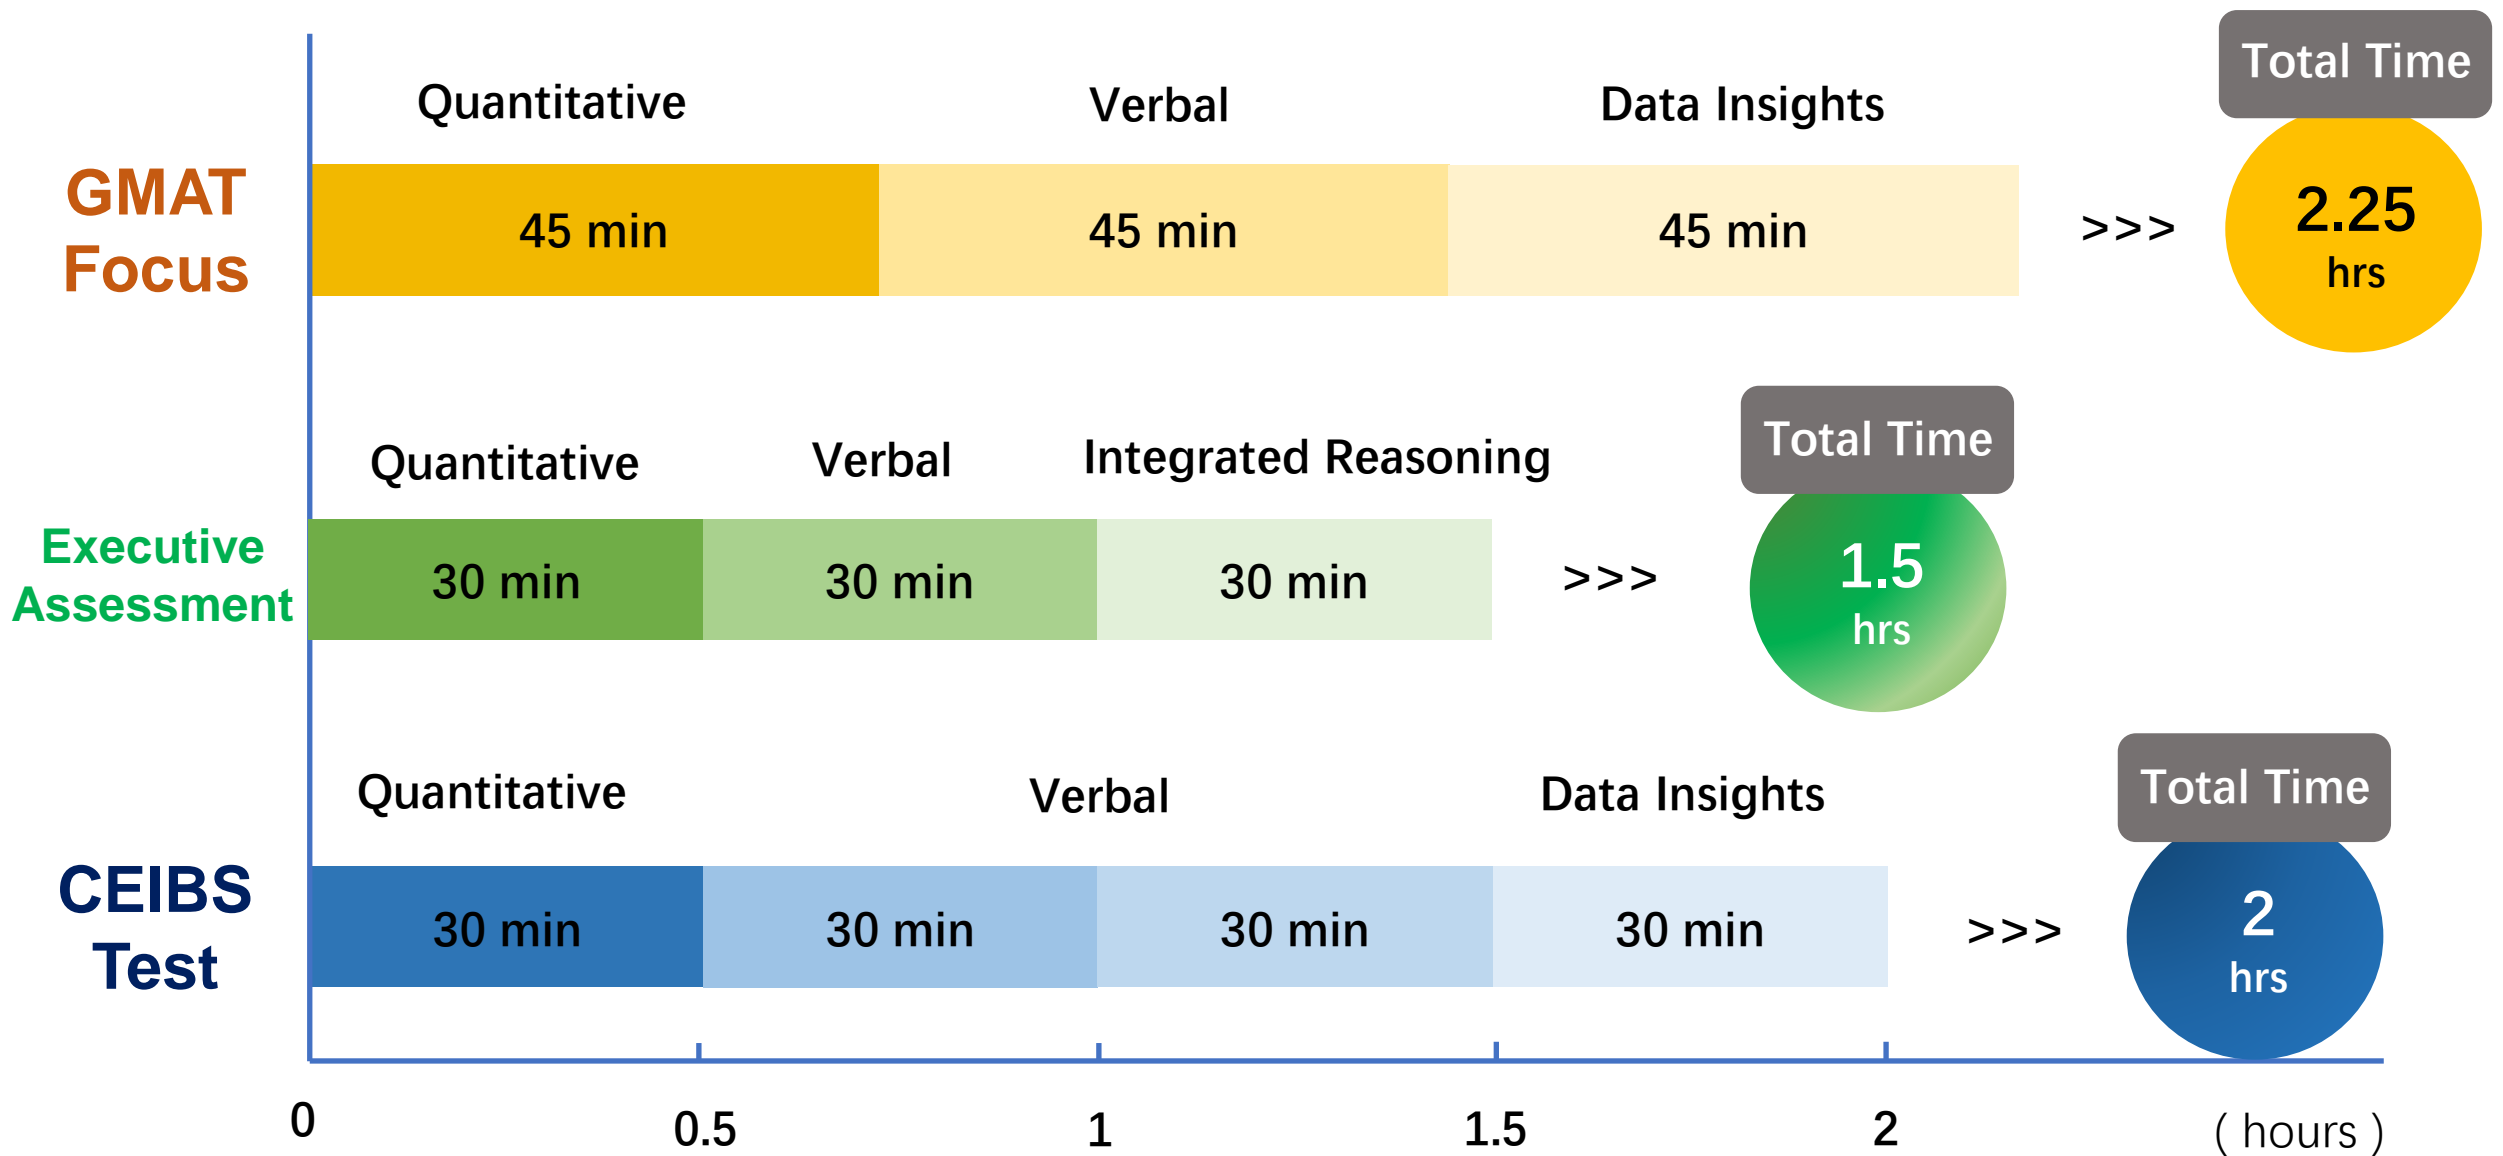 Total Time
Quantitative
Verbal
Data Insights
GMAT
Focus
45 min
45 min
45 min
>>>
2.25
hrs
Total Time
Quantitative
Verbal
Integrated Reasoning
Executive
Assessment
30 min
30 min
30 min
>>>
1.5
hrs
Total Time
Quantitative
Verbal
Data Insights
CEIBS
Test
30 min
30 min
30 min
30 min
>>>
2
hrs
0
0.5
1
1.5
2
( hours )